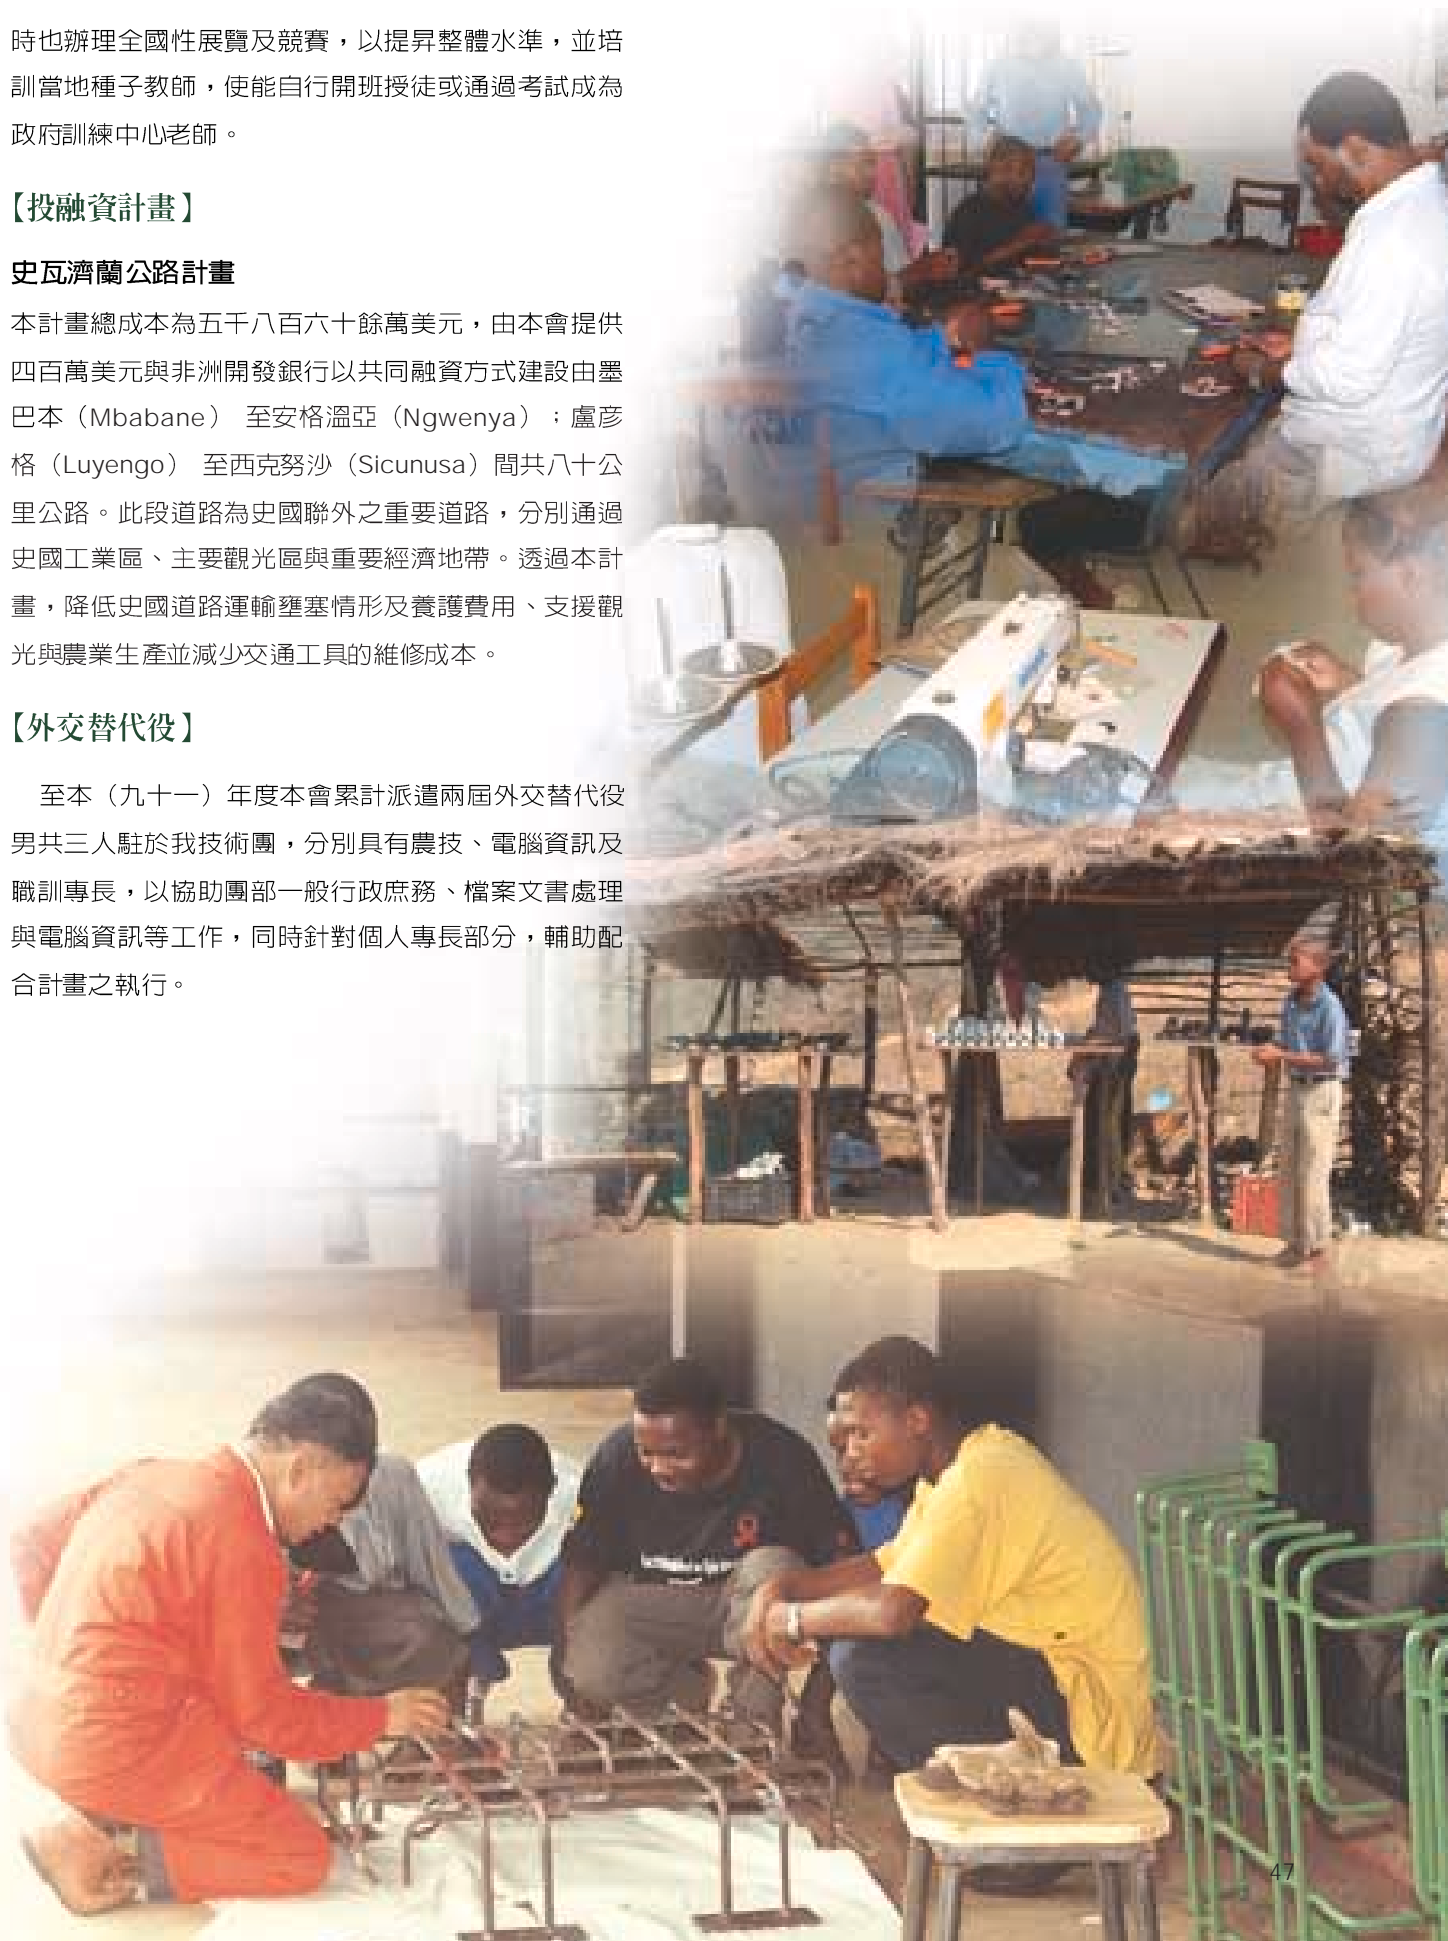 時也辦理全國性展覽及競賽，以提昇整體水準，並培
訓當地種子教師，使能自行開班授徒或通過考試成為
政府訓練中心老師。
【投融資計畫】
史瓦濟蘭公路計畫
本計畫總成本為五千八百六十餘萬美元，由本會提供
四百萬美元與非洲開發銀行以共同融資方式建設由墨
巴本（Mbabane） 至安格溫亞（Ngwenya）；盧彦
格（Luyengo） 至西克努沙（Sicunusa）間共八十公
里公路。此段道路為史國聯外之重要道路，分別通過
史國工業區、主要觀光區與重要經濟地帶。透過本計
畫，降低史國道路運輸壅塞情形及養護費用、支援觀
光與農業生產並減少交通工具的維修成本。
【外交替代役】
至本（九十一）年度本會累計派遣兩屆外交替代役
男共三人駐於我技術團，分別具有農技、電腦資訊及
職訓專長，以協助團部一般行政庶務、檔案文書處理
與電腦資訊等工作，同時針對個人專長部分，輔助配
合計畫之執行。
47